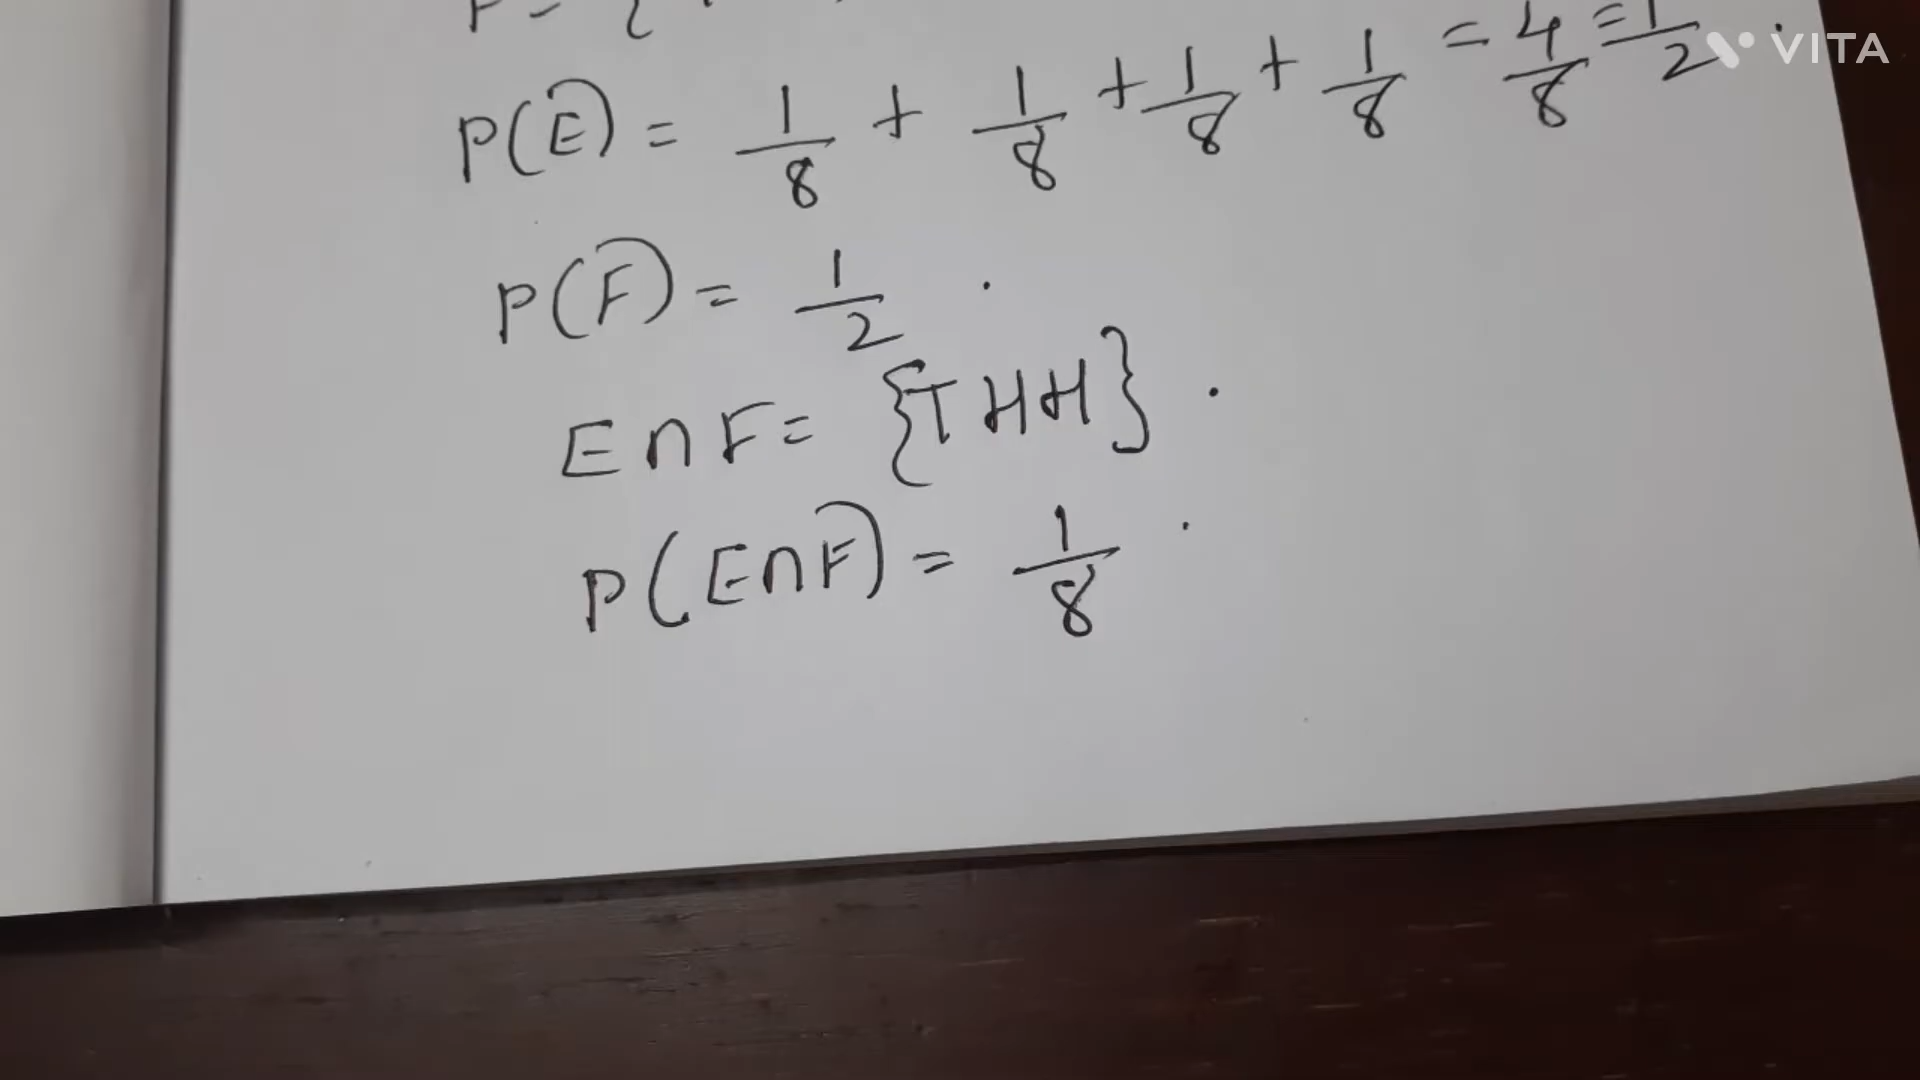 F = {
P(E) = 1/8 + 1/8 + 1/8 + 1/8 = 4/8 = 1/2 .
VITA
P(F) = 1/2 .
E∩F = {THH} .
P(E∩F) = 1/8 .